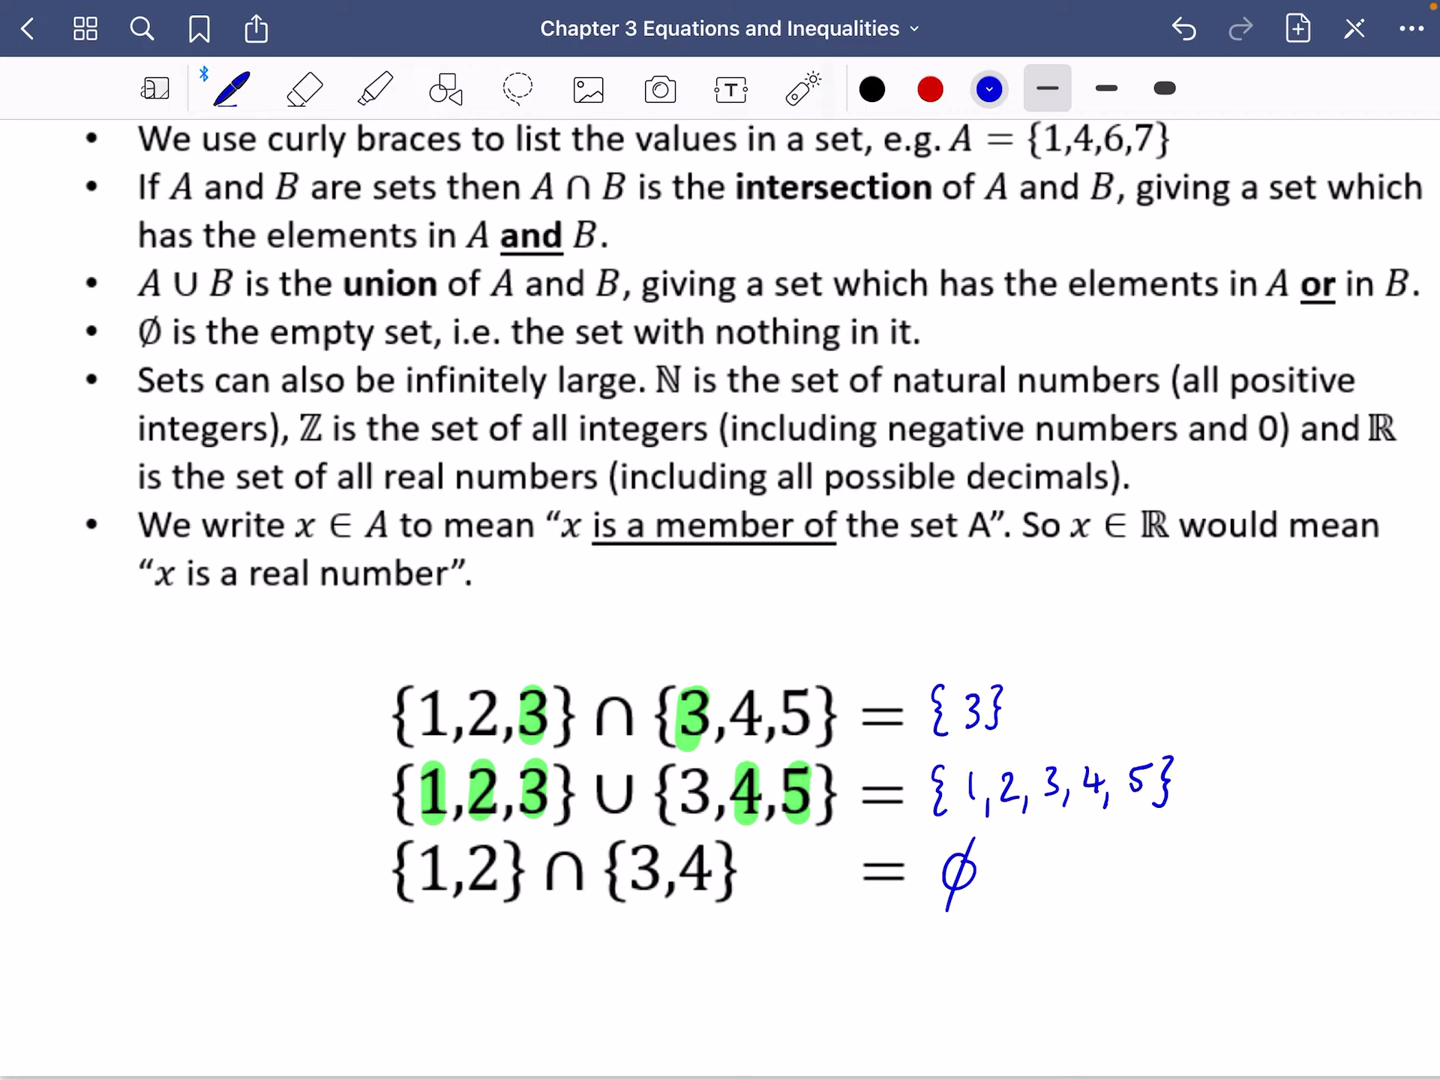 Chapter 3 Equations and Inequalities
T
• We use curly braces to list the values in a set, e.g. A = {1,4,6,7}
• If A and B are sets then A ∩ B is the intersection of A and B, giving a set which
has the elements in A and B.
• A ∪ B is the union of A and B, giving a set which has the elements in A or in B.
• ∅ is the empty set, i.e. the set with nothing in it.
• Sets can also be infinitely large. ℕ is the set of natural numbers (all positive
integers), ℤ is the set of all integers (including negative numbers and 0) and ℝ
is the set of all real numbers (including all possible decimals).
• We write x ∈ A to mean “x is a member of the set A”. So x ∈ ℝ would mean
“x is a real number”.
{1,2,3} ∩ {3,4,5} = {3}
{1,2,3} ∪ {3,4,5} = {1,2,3,4,5}
{1,2} ∩ {3,4} = ∅